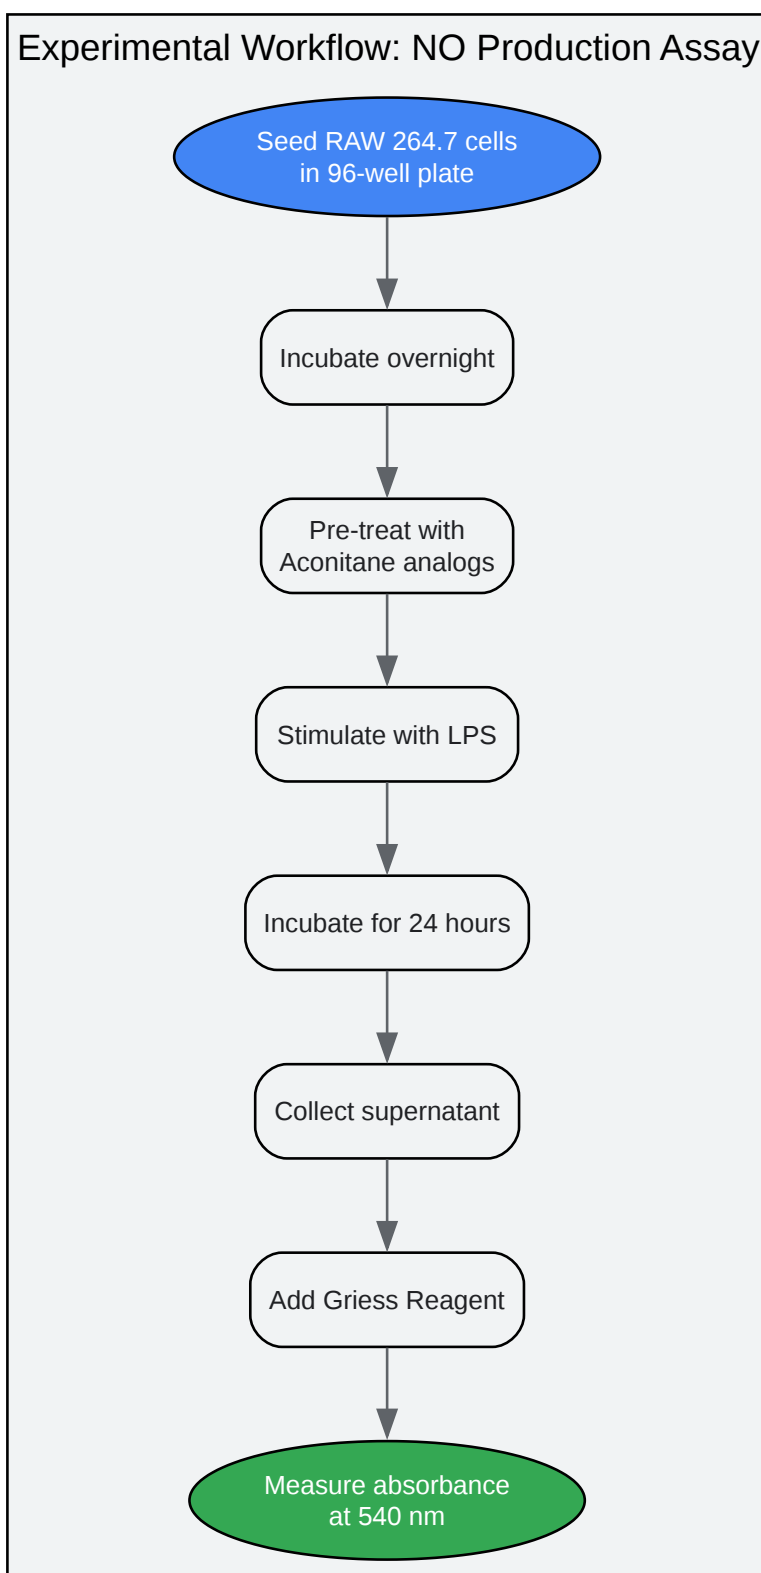 Experimental Workflow: NO Production Assay
Seed RAW 264.7 cells
in 96-well plate
Incubate overnight
Pre-treat with
Aconitane analogs
Stimulate with LPS
Incubate for 24 hours
Collect supernatant
Add Griess Reagent
Measure absorbance
at 540 nm